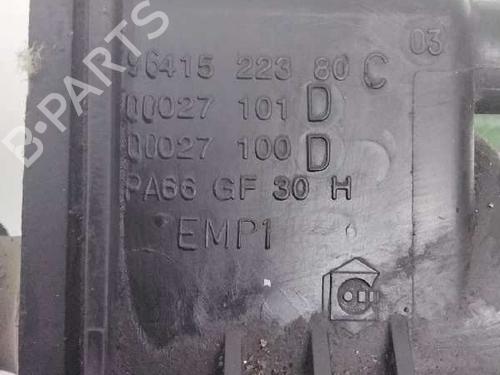 B-PARTS
03
96415 223 80 C
00027 101 D
00027 100 D
PA66 GF 30 H
EMP1